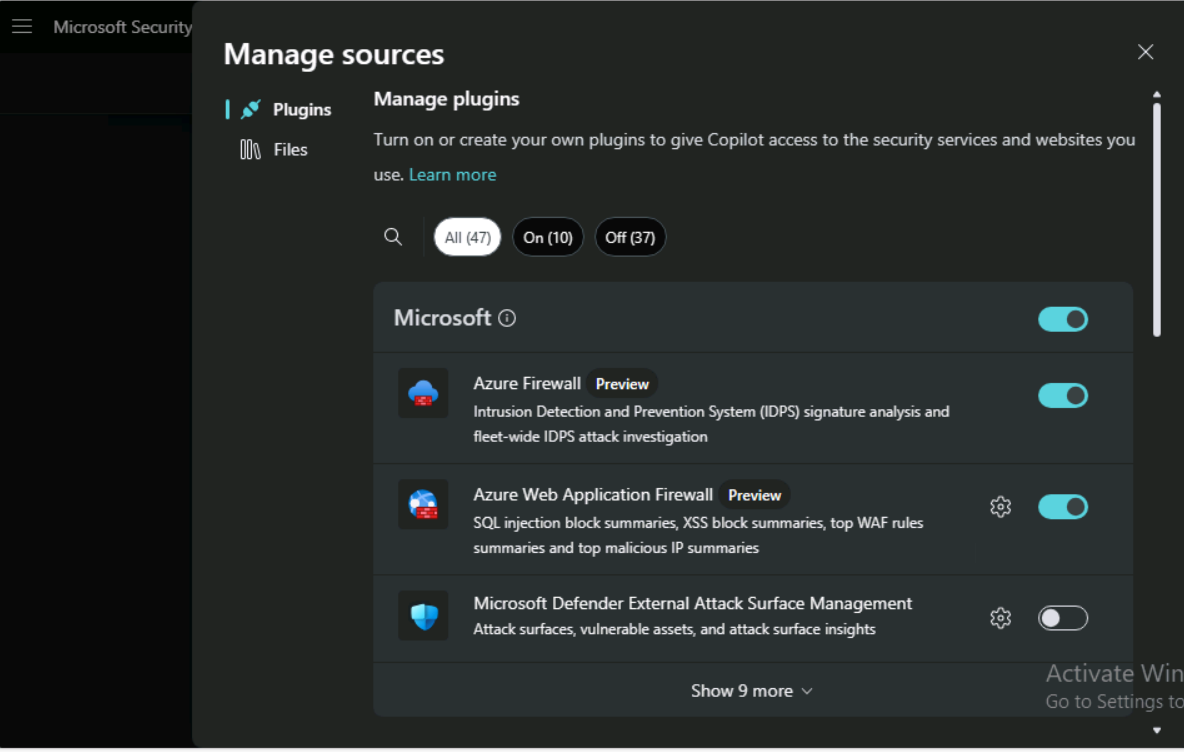 Microsoft Security
Manage sources
Plugins
Files
Manage plugins
Turn on or create your own plugins to give Copilot access to the security services and websites you
use. Learn more
All (47)
On (10)
Off (37)
Microsoft
Azure Firewall Preview
Intrusion Detection and Prevention System (IDPS) signature analysis and
fleet-wide IDPS attack investigation
Azure Web Application Firewall Preview
SQL injection block summaries, XSS block summaries, top WAF rules
summaries and top malicious IP summaries
Microsoft Defender External Attack Surface Management
Attack surfaces, vulnerable assets, and attack surface insights
Show 9 more
Activate Win
Go to Settings to